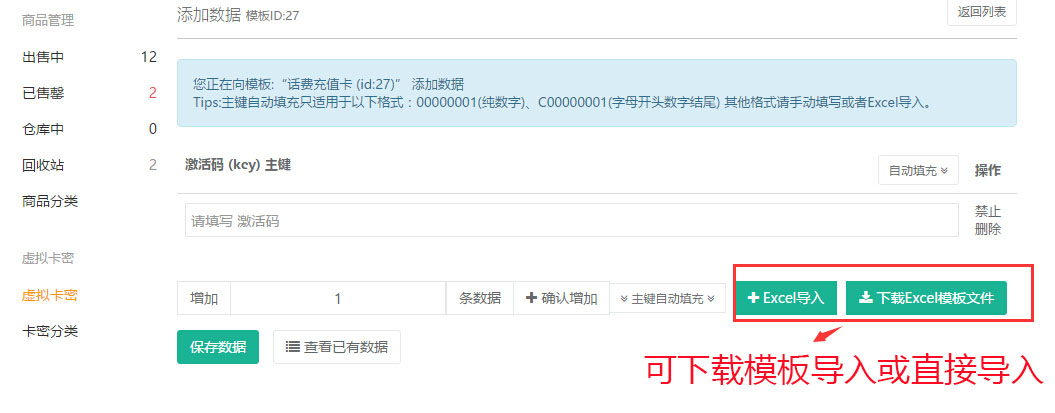 商品管理
出售中 12
已售罄 2
仓库中 0
回收站 2
商品分类
虚拟卡密
虚拟卡密
卡密分类
添加数据 模板ID:27
返回列表
您正在向模板:“话费充值卡 (id:27)” 添加数据
Tips:主键自动填充只适用于以下格式：00000001(纯数字)、C00000001(字母开头数字结尾) 其他格式请手动填写或者Excel导入。
激活码 (key) 主键
自动填充
操作
请填写 激活码
禁止
删除
增加 1 条数据 确认增加 主键自动填充 Excel导入 下载Excel模板文件
保存数据 查看已有数据
可下载模板导入或直接导入